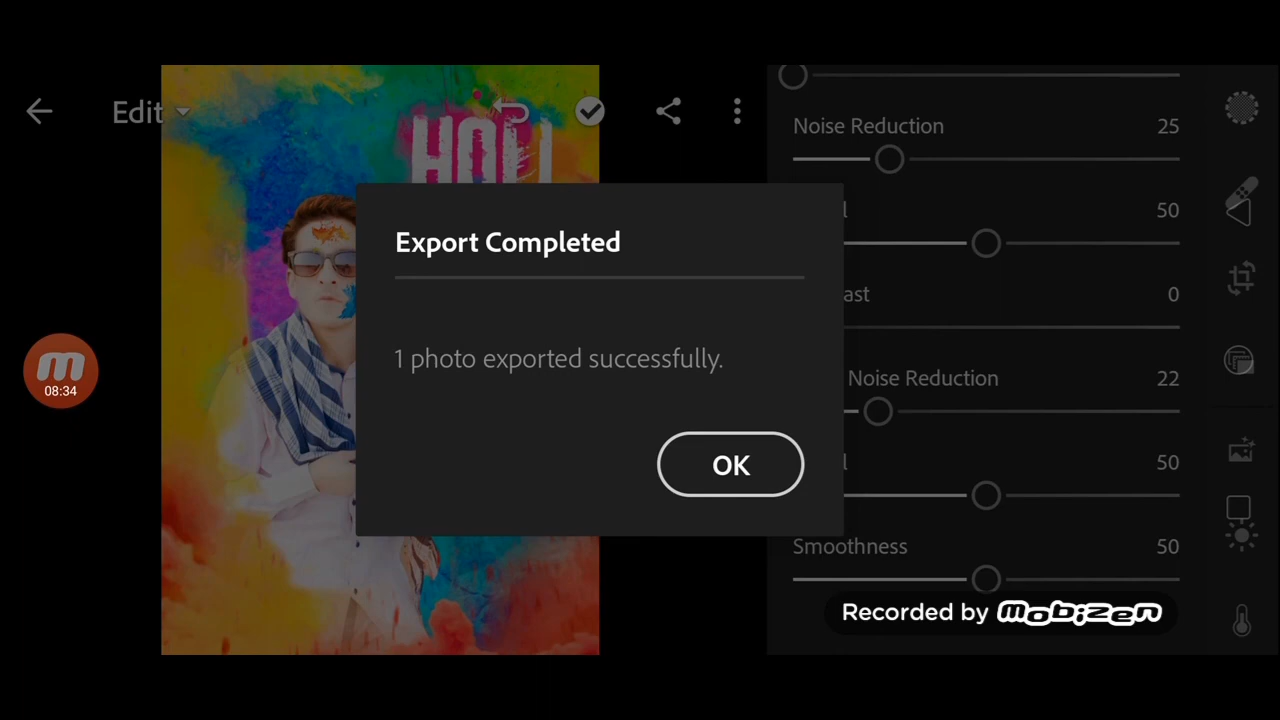 Edit
HOLI
Noise Reduction 25
50
Export Completed
ast 0
1 photo exported successfully.
Noise Reduction 22
OK
50
Smoothness 50
08:34
Recorded by mobizen